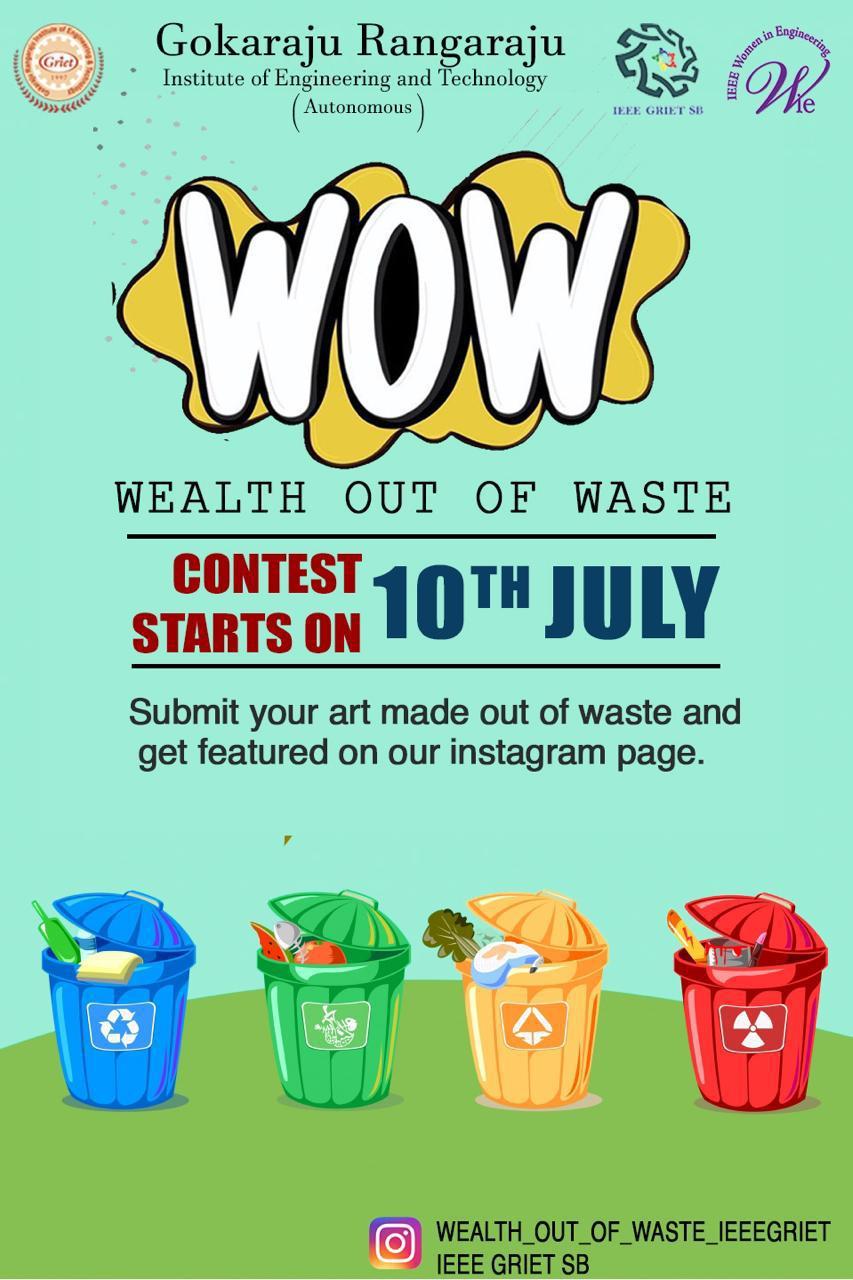 Griet
1997
Gokaraju Rangaraju
Institute of Engineering and Technology
(Autonomous)
IEEE GRIET SB
IEEE Women in Engineering
Wie
WOW
WEALTH OUT OF WASTE
CONTEST
STARTS ON
10TH JULY
Submit your art made out of waste and
get featured on our instagram page.
WEALTH_OUT_OF_WASTE_IEEEGRIET
IEEE GRIET SB